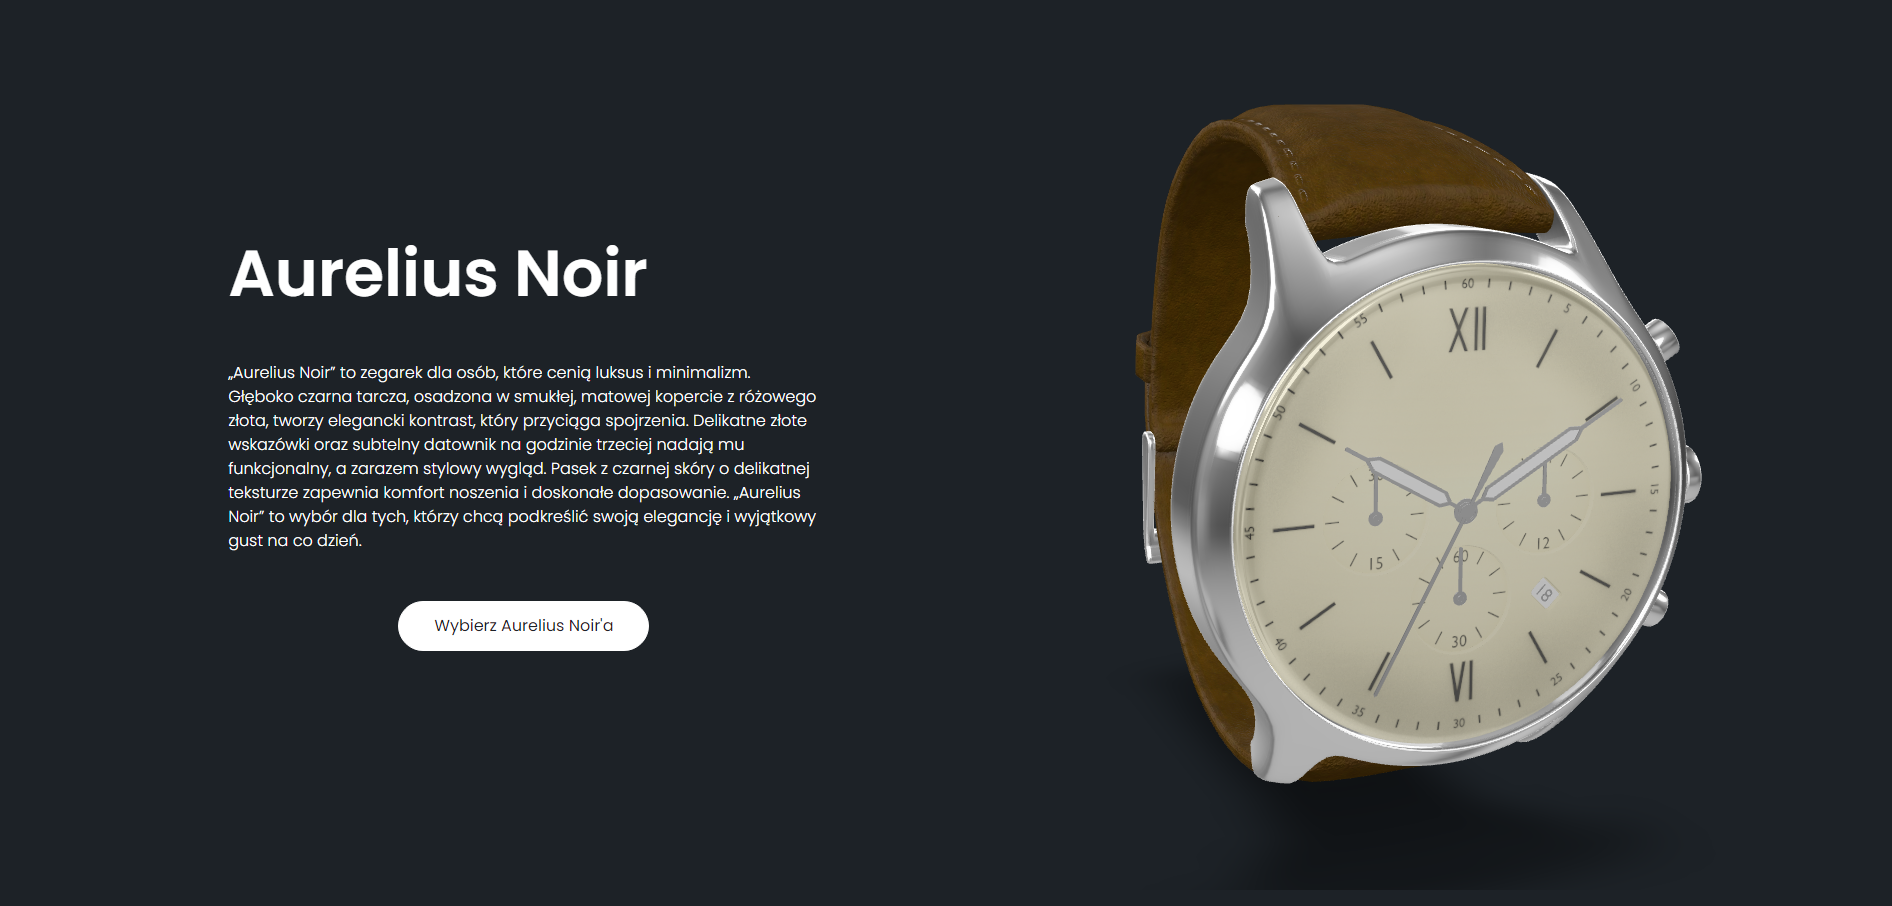 Aurelius Noir
„Aurelius Noir” to zegarek dla osób, które cenią luksus i minimalizm.
Głęboko czarna tarcza, osadzona w smukłej, matowej kopercie z różowego
złota, tworzy elegancki kontrast, który przyciąga spojrzenia. Delikatne złote
wskazówki oraz subtelny datownik na godzinie trzeciej nadają mu
funkcjonalny, a zarazem stylowy wygląd. Pasek z czarnej skóry o delikatnej
teksturze zapewnia komfort noszenia i doskonałe dopasowanie. „Aurelius
Noir” to wybór dla tych, którzy chcą podkreślić swoją elegancję i wyjątkowy
gust na co dzień.
Wybierz Aurelius Noir'a
60
5
10
15
20
25
30
35
40
45
50
55
XII
VI
15
12
60
30
18